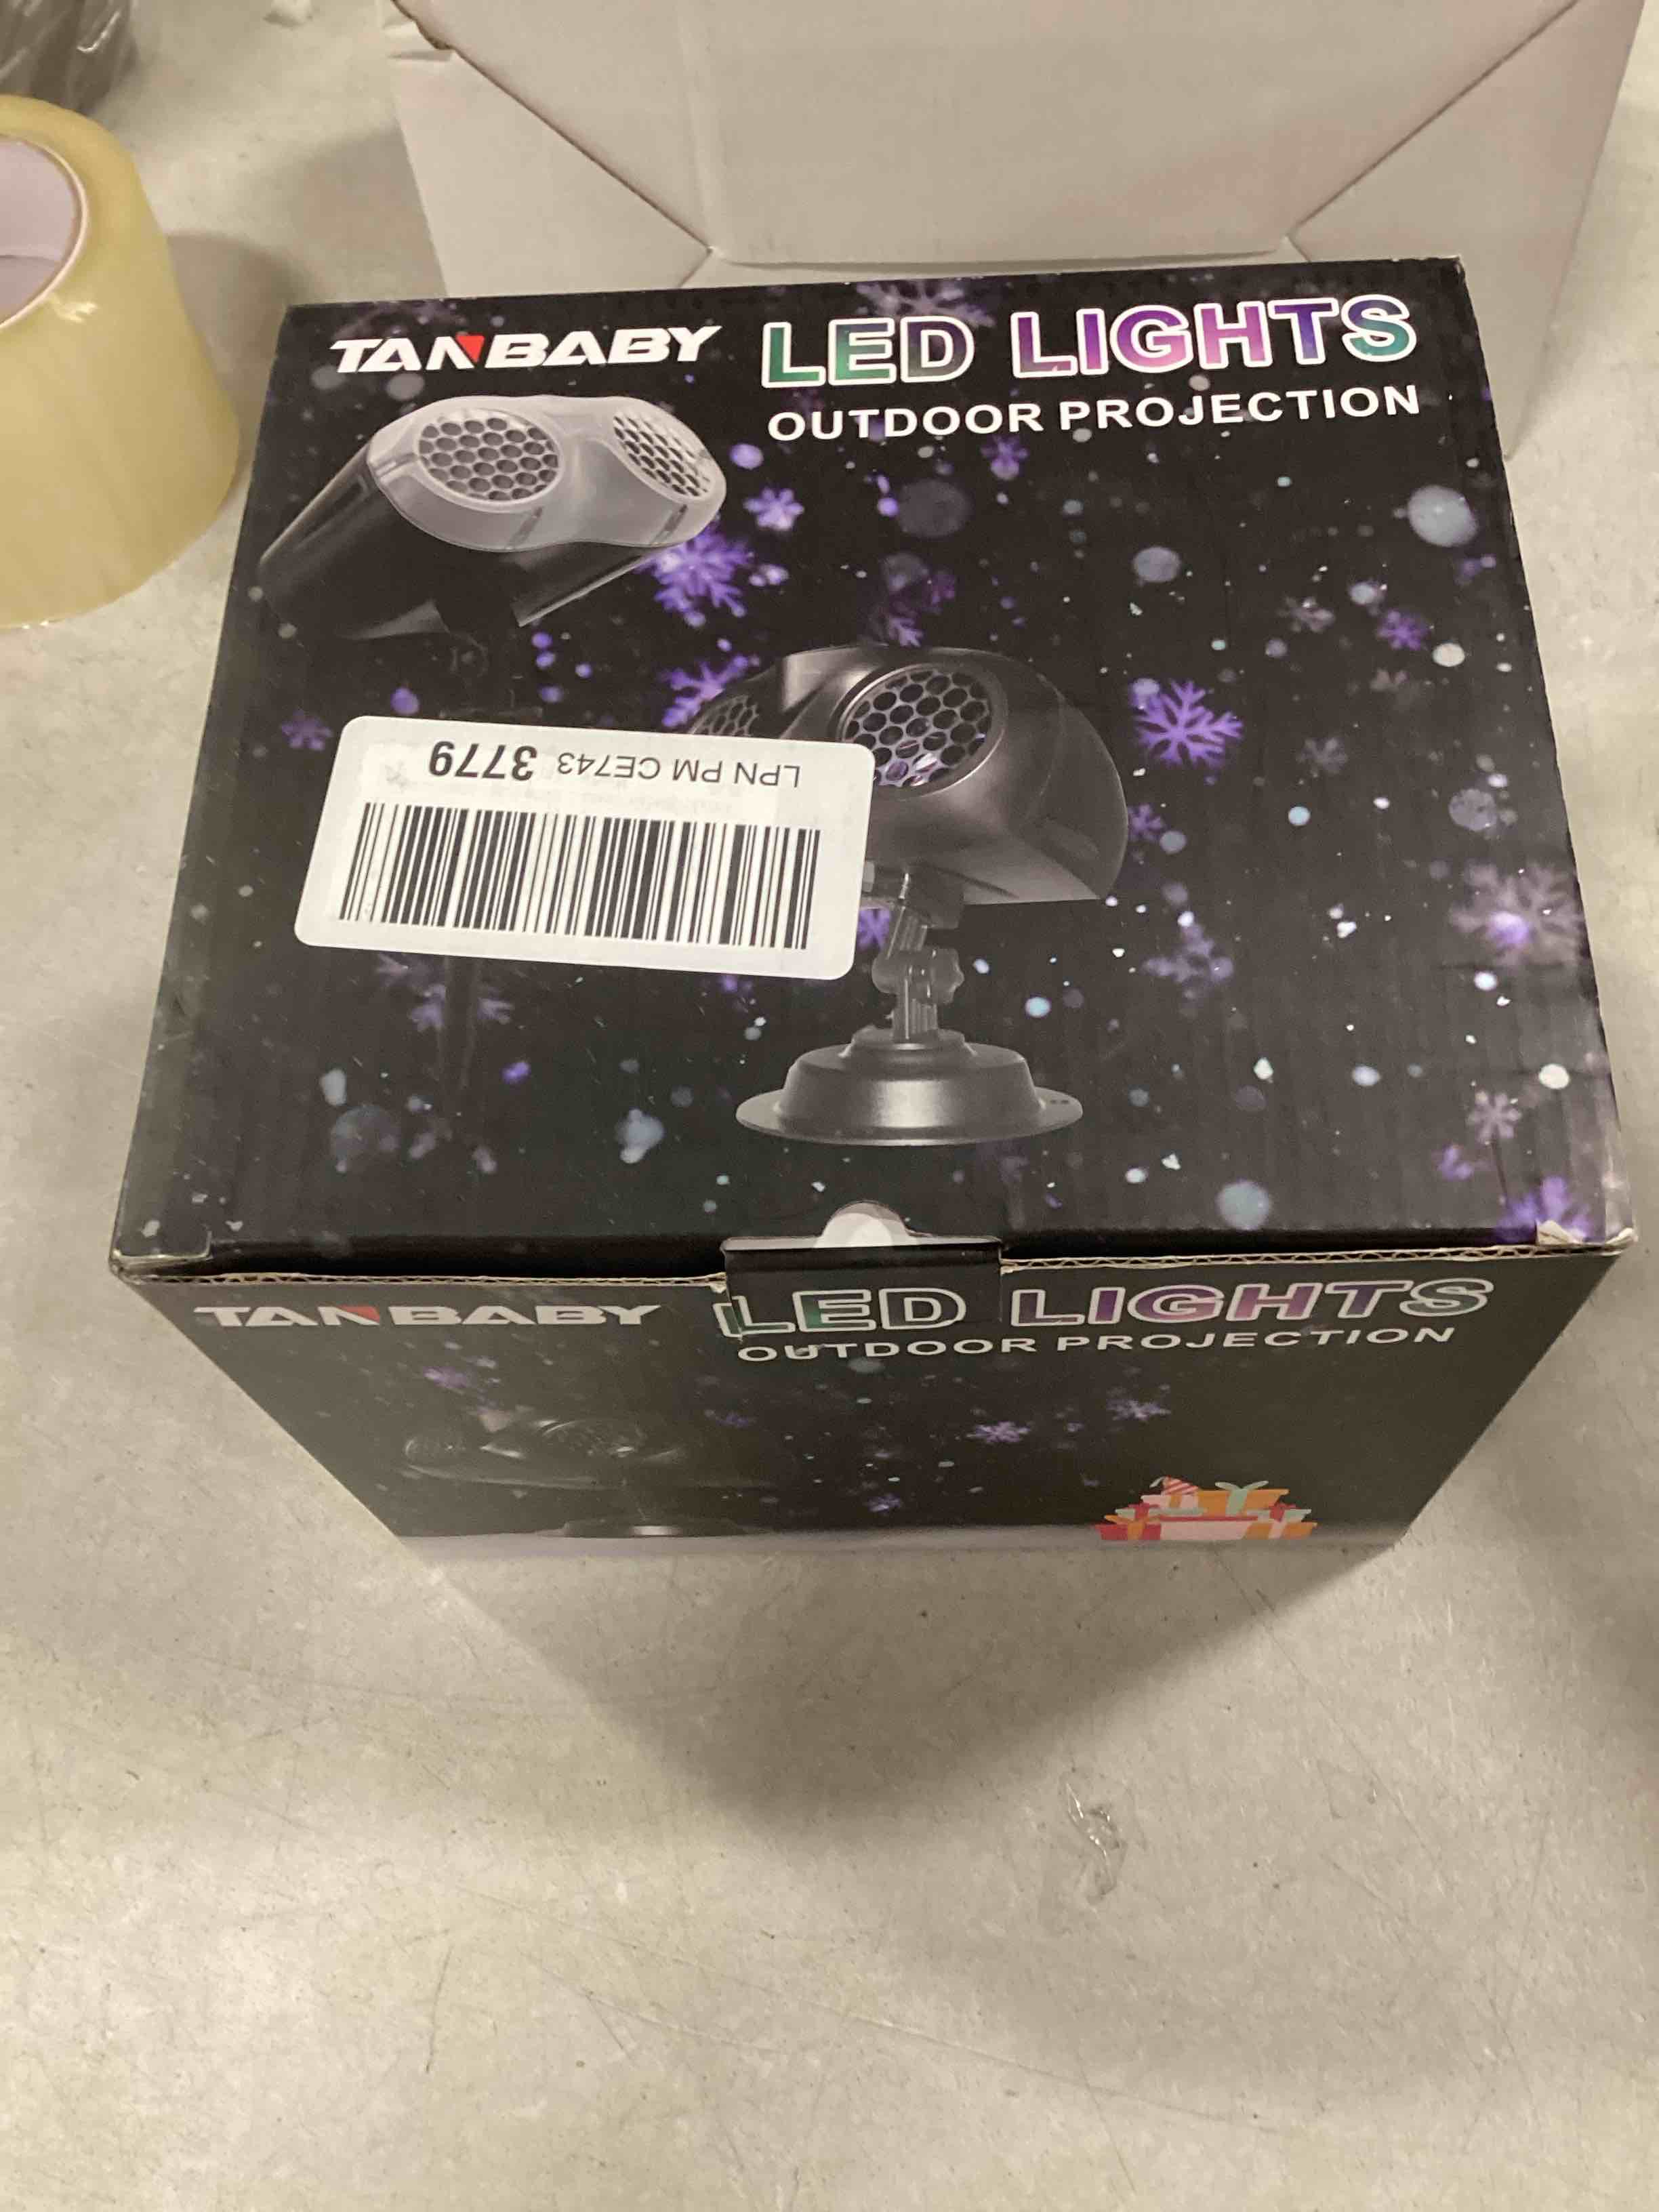 TANBABY
LED LIGHTS
OUTDOOR PROJECTION
LPN PM CE743 3779
TANBABY
LED LIGHTS
OUTDOOR PROJECTION